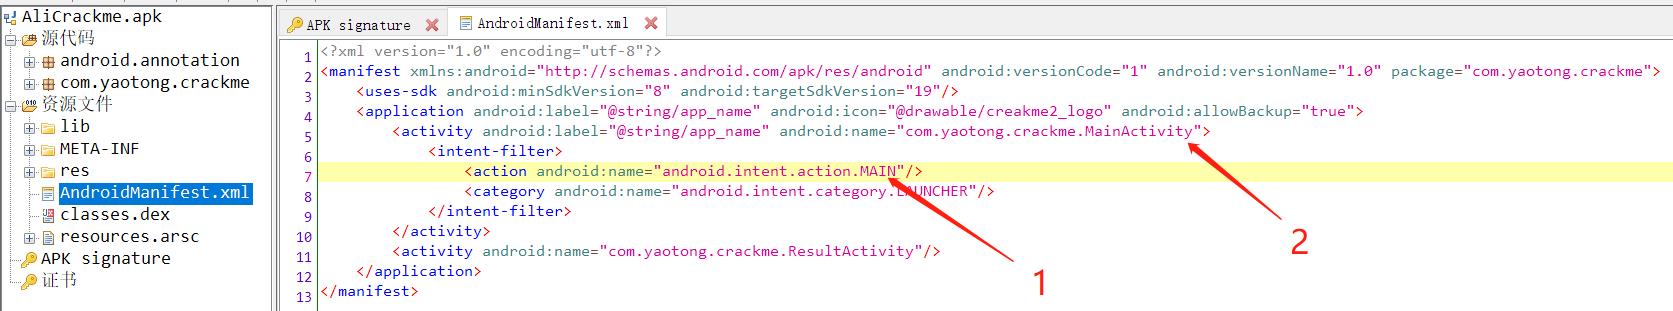 AliCrackme.apk
源代码
android.annotation
com.yaotong.crackme
资源文件
lib
META-INF
res
AndroidManifest.xml
classes.dex
resources.arsc
APK signature
证书
APK signature
AndroidManifest.xml
1 <?xml version="1.0" encoding="utf-8"?>
2 <manifest xmlns:android="http://schemas.android.com/apk/res/android" android:versionCode="1" android:versionName="1.0" package="com.yaotong.crackme">
3 <uses-sdk android:minSdkVersion="8" android:targetSdkVersion="19"/>
4 <application android:label="@string/app_name" android:icon="@drawable/creakme2_logo" android:allowBackup="true">
5 <activity android:label="@string/app_name" android:name="com.yaotong.crackme.MainActivity">
6 <intent-filter>
7 <action android:name="android.intent.action.MAIN"/>
8 <category android:name="android.intent.category.LAUNCHER"/>
9 </intent-filter>
10 </activity>
11 <activity android:name="com.yaotong.crackme.ResultActivity"/>
12 </application>
13 </manifest>
1
2